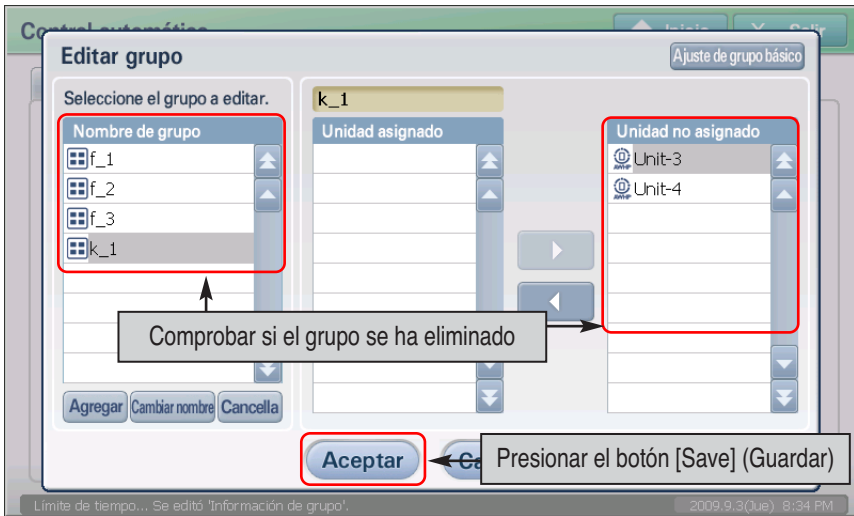 Control automático
Inicio X Salir
Editar grupo
Ajuste de grupo básico
Seleccione el grupo a editar.
k_1
Nombre de grupo
Unidad asignado
Unidad no asignado
f_1
f_2
f_3
k_1
Unit-3
Unit-4
Comprobar si el grupo se ha eliminado
Agregar
Cambiar nombre
Cancella
Aceptar
Ca
Presionar el botón [Save] (Guardar)
Límite de tiempo... Se editó 'Información de grupo'.
2009.9.3(Jue) 8:34 PM